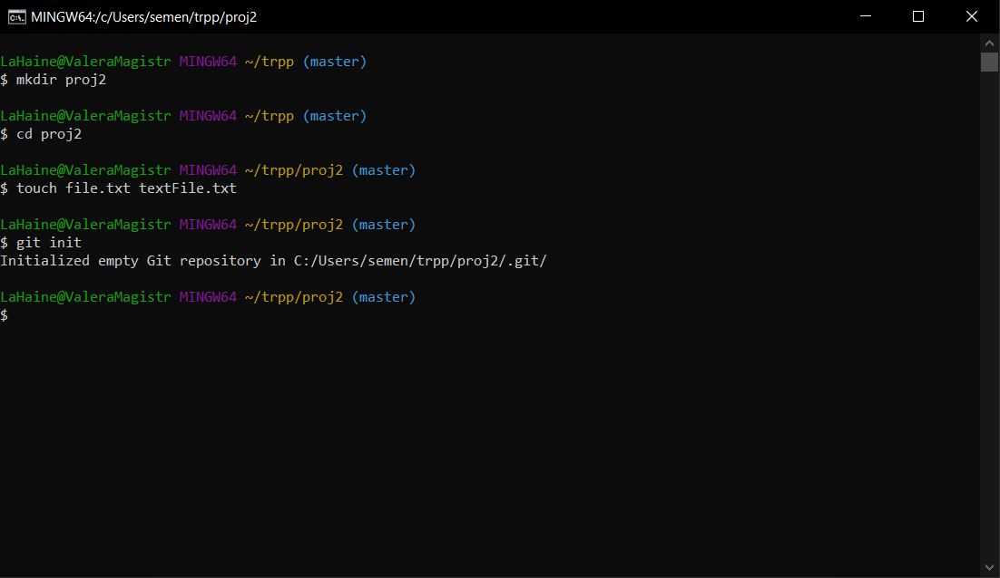 MINGW64:/c/Users/semen/trpp/proj2
LaHaine@ValeraMagistr MINGW64 ~/trpp (master)
$ mkdir proj2
LaHaine@ValeraMagistr MINGW64 ~/trpp (master)
$ cd proj2
LaHaine@ValeraMagistr MINGW64 ~/trpp/proj2 (master)
$ touch file.txt textFile.txt
LaHaine@ValeraMagistr MINGW64 ~/trpp/proj2 (master)
$ git init
Initialized empty Git repository in C:/Users/semen/trpp/proj2/.git/
LaHaine@ValeraMagistr MINGW64 ~/trpp/proj2 (master)
$